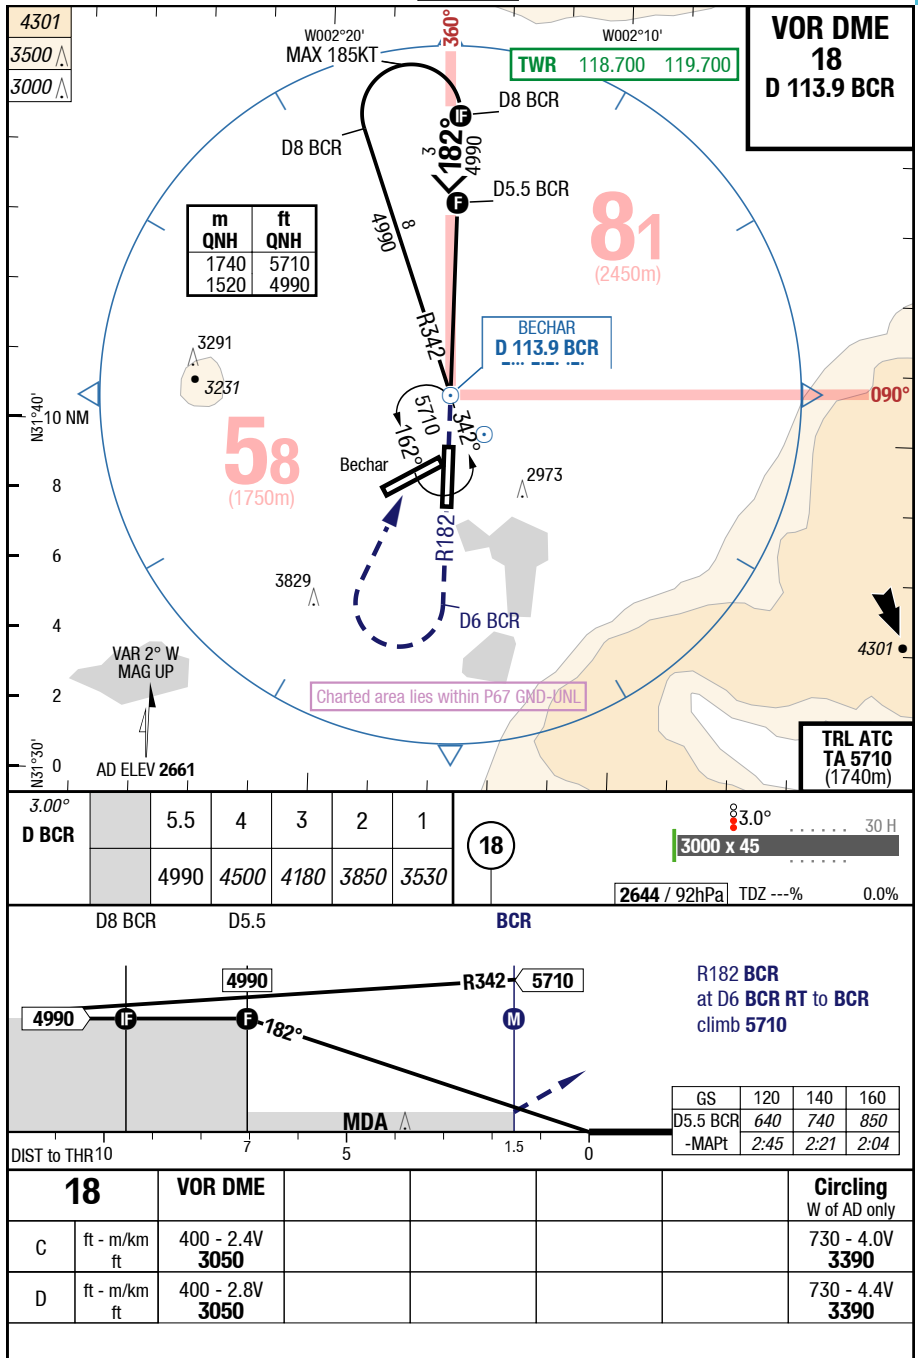 4301
3500
3000
W002°20'
360°
W002°10'
MAX 185KT
TWR 118.700 119.700
VOR DME
18
D 113.9 BCR
D8 BCR
D8 BCR
182°
3
4990
D5.5 BCR
m ft
QNH QNH
1740 5710
1520 4990
8
4990
81
(2450m)
R342
BECHAR
D 113.9 BCR
3291
3231
090°
N31°40'
10 NM
5710
342°
162°
58
(1750m)
Bechar
2973
8
R182
6
3829
D6 BCR
4
4301
VAR 2° W
MAG UP
2
Charted area lies within P67 GND-UNL
N31°30'
0
AD ELEV 2661
TRL ATC
TA 5710
(1740m)
3.00°
D BCR
5.5 4 3 2 1
4990 4500 4180 3850 3530
18
3.0°
30 H
3000 x 45
2644 / 92hPa TDZ ---% 0.0%
D8 BCR D5.5 BCR
4990
R342 5710
4990 IF F 182° M
R182 BCR
at D6 BCR RT to BCR
climb 5710
MDA
GS 120 140 160
D5.5 BCR 640 740 850
-MAPt 2:45 2:21 2:04
DIST to THR 10 7 5 1.5 0
18 VOR DME Circling
W of AD only
C ft - m/km 400 - 2.4V 730 - 4.0V
ft 3050 3390
D ft - m/km 400 - 2.8V 730 - 4.4V
ft 3050 3390